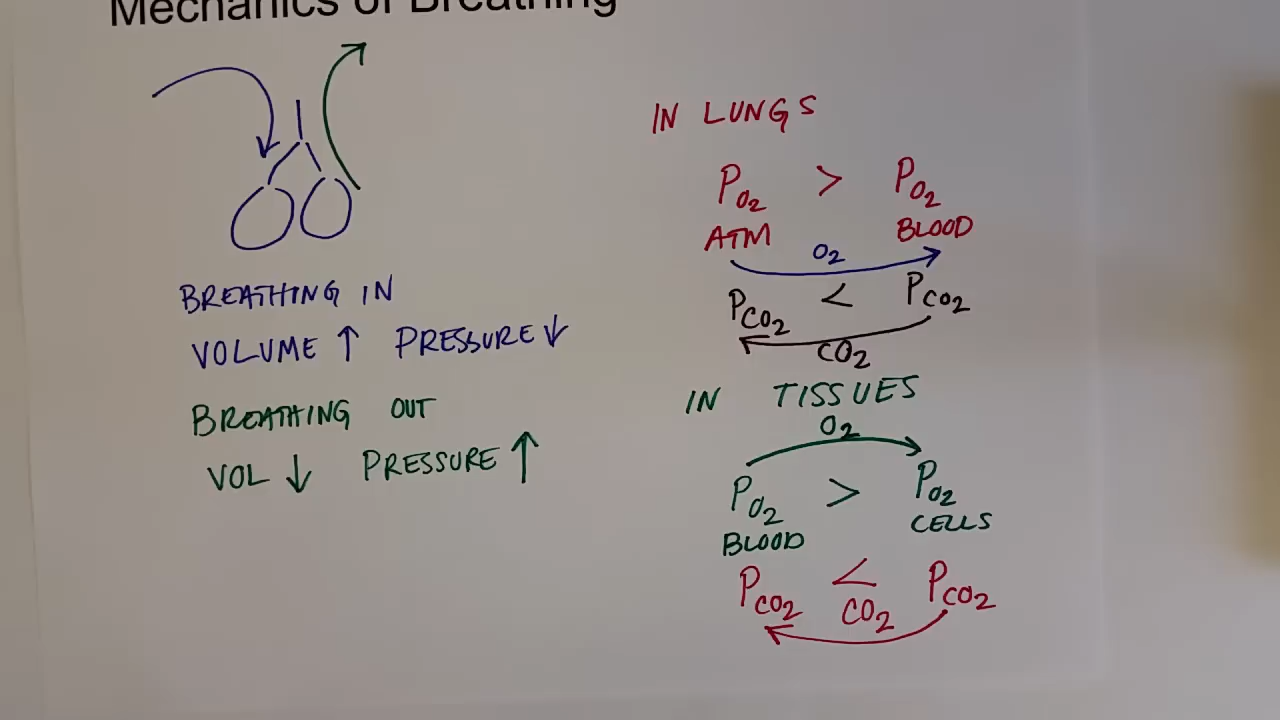 Mechanics of Breathing
BREATHING IN
VOLUME ↑ PRESSURE ↓
BREATHING OUT
VOL ↓ PRESSURE ↑
IN LUNGS
PO2 > PO2
ATM BLOOD
O2
PCO2 < PCO2
CO2
IN TISSUES
O2
PO2 > PO2
BLOOD CELLS
PCO2 < PCO2
CO2